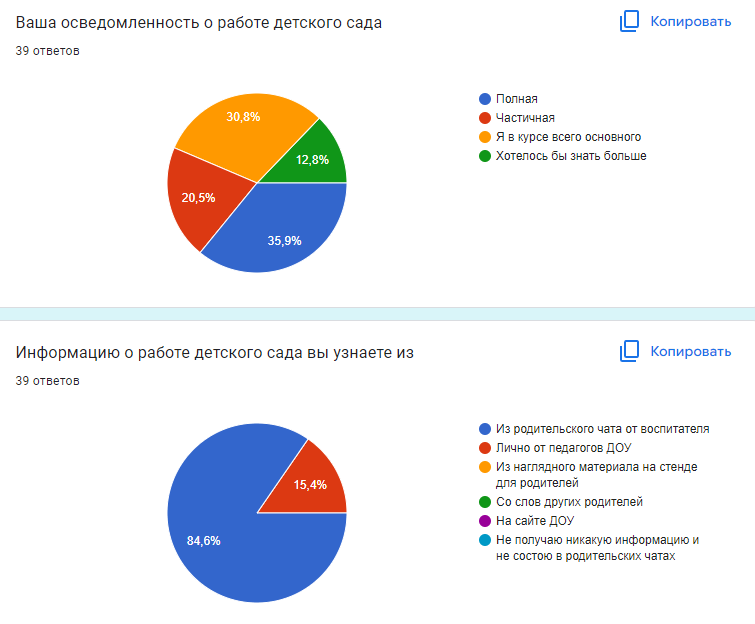 Ваша осведомленность о работе детского сада
Копировать
39 ответов
30,8%
12,8%
20,5%
35,9%
Полная
Частичная
Я в курсе всего основного
Хотелось бы знать больше
Информацию о работе детского сада вы узнаете из
Копировать
39 ответов
15,4%
84,6%
Из родительского чата от воспитателя
Лично от педагогов ДОУ
Из наглядного материала на стенде
для родителей
Со слов других родителей
На сайте ДОУ
Не получаю никакую информацию и
не состою в родительских чатах